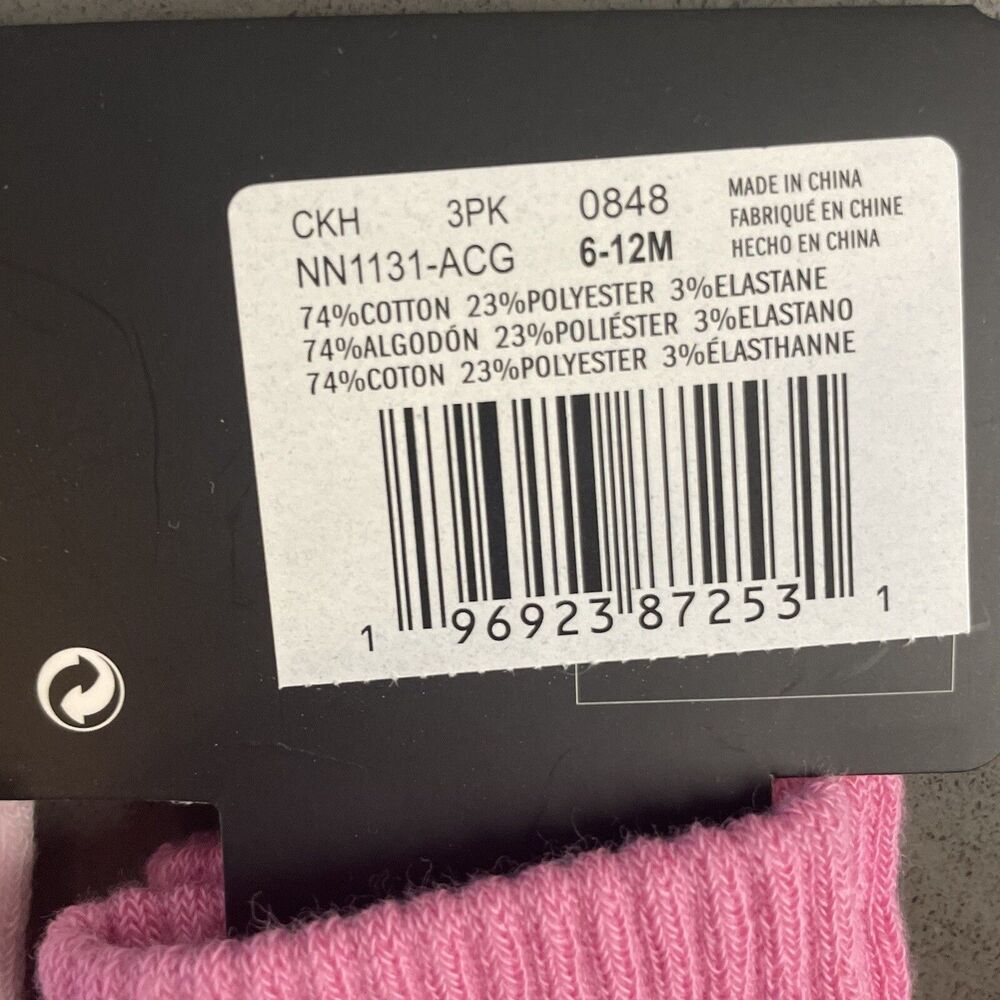 CKH 3PK 0848 MADE IN CHINA
FABRIQUÉ EN CHINE
NN1131-ACG 6-12M HECHO EN CHINA
74%COTTON 23%POLYESTER 3%ELASTANE
74%ALGODÓN 23%POLIÉSTER 3%ELASTANO
74%COTON 23%POLYESTER 3%ÉLASTHANNE
1 96923 87253 1